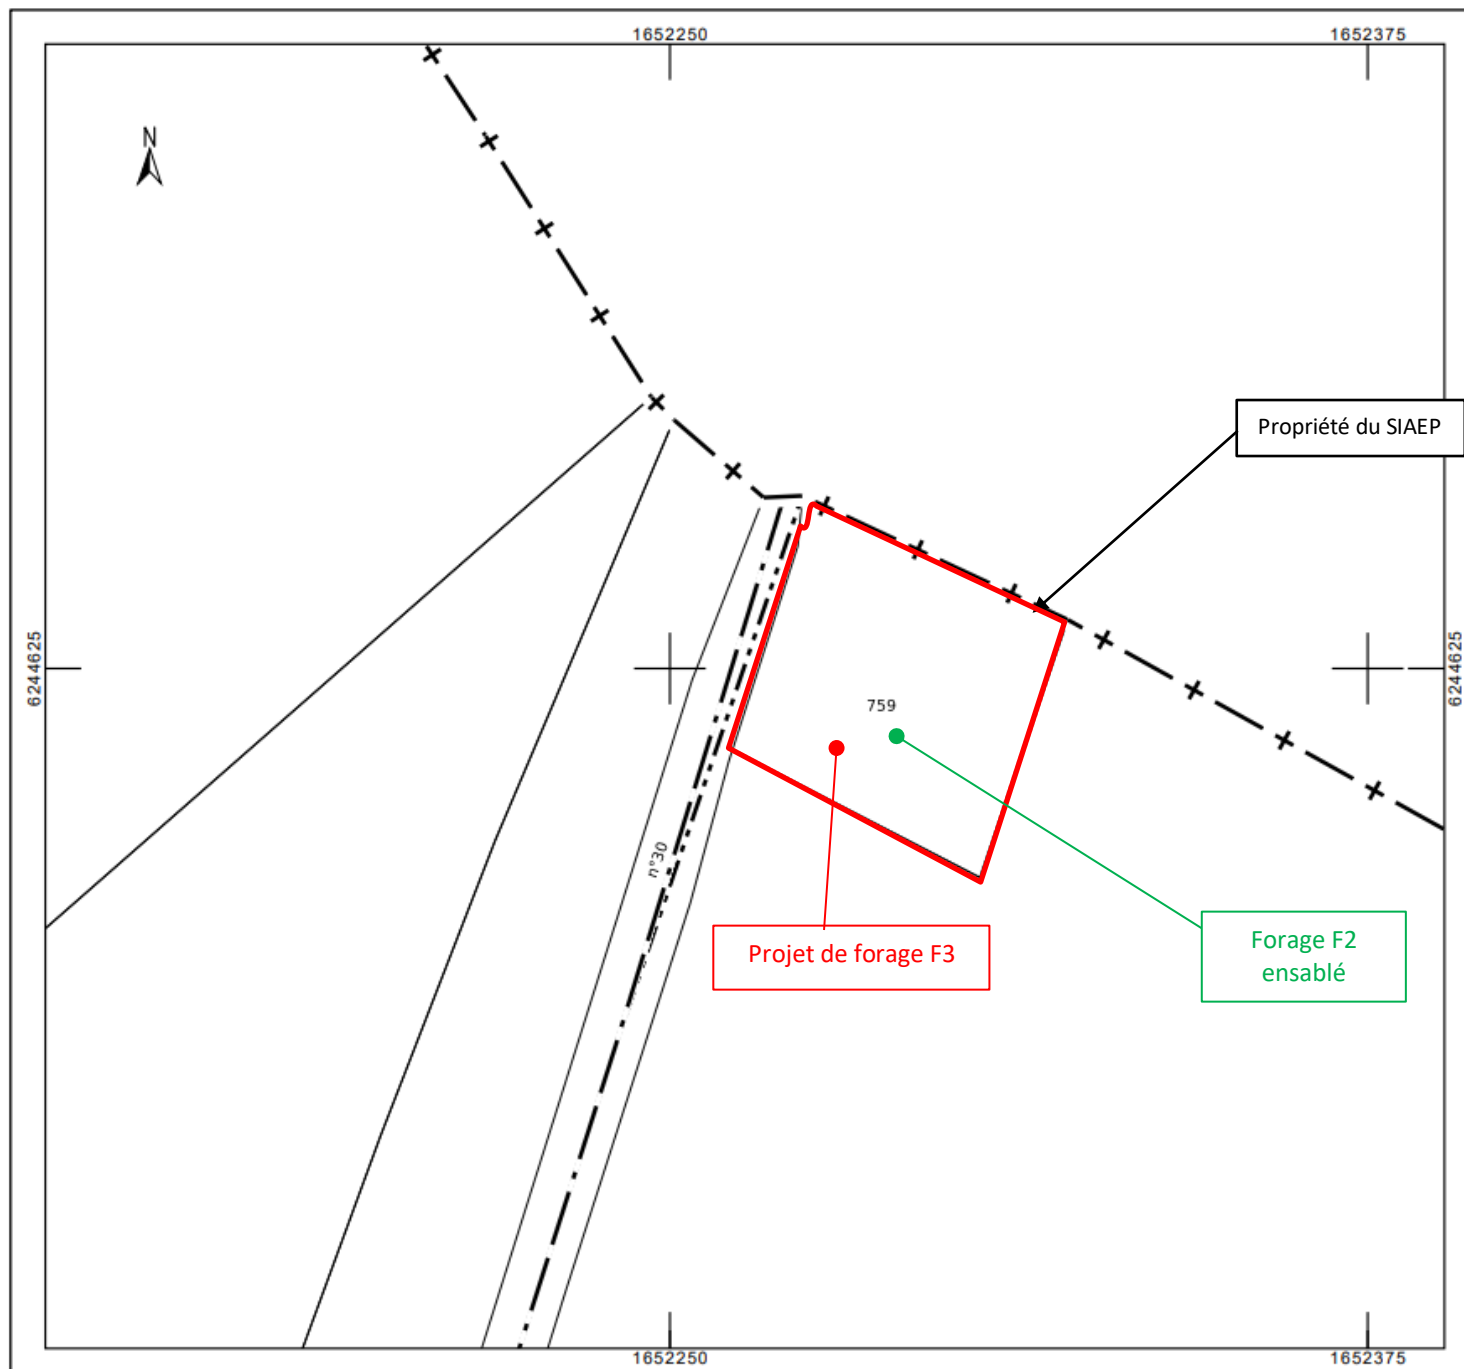 1652250
1652375
N
Propriété du SIAEP
6244625
6244625
759
n°30
Projet de forage F3
Forage F2
ensablé
1652250
1652375